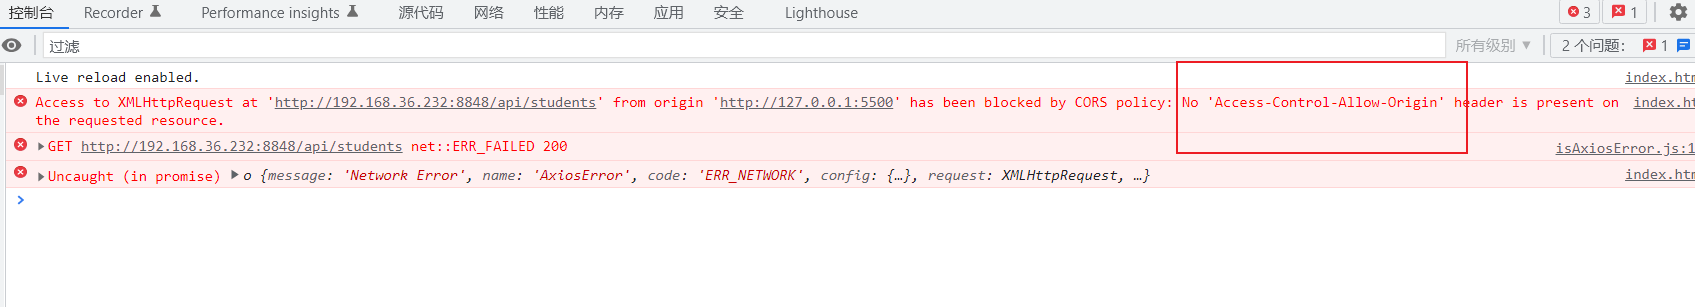 控制台 Recorder Performance insights 源代码 网络 性能 内存 应用 安全 Lighthouse 3 1
过滤 所有级别 ▼ 2 个问题： 1
Live reload enabled. index.htm
Access to XMLHttpRequest at 'http://192.168.36.232:8848/api/students' from origin 'http://127.0.0.1:5500' has been blocked by CORS policy: No 'Access-Control-Allow-Origin' header is present on index.ht
the requested resource.
▶GET http://192.168.36.232:8848/api/students net::ERR_FAILED 200 isAxiosError.js:1
▶Uncaught (in promise) ▶o {message: 'Network Error', name: 'AxiosError', code: 'ERR_NETWORK', config: {…}, request: XMLHttpRequest, …} index.htm
>